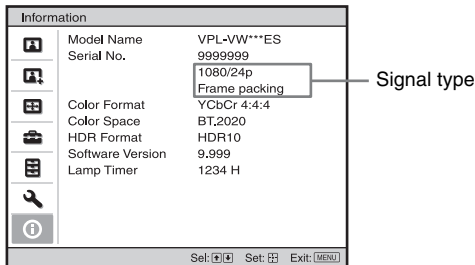 Information
Model Name VPL-VW***ES
Serial No. 9999999
1080/24p
Frame packing
Signal type
Color Format YCbCr 4:4:4
Color Space BT.2020
HDR Format HDR10
Software Version 9.999
Lamp Timer 1234 H
Sel: Set: Exit: MENU